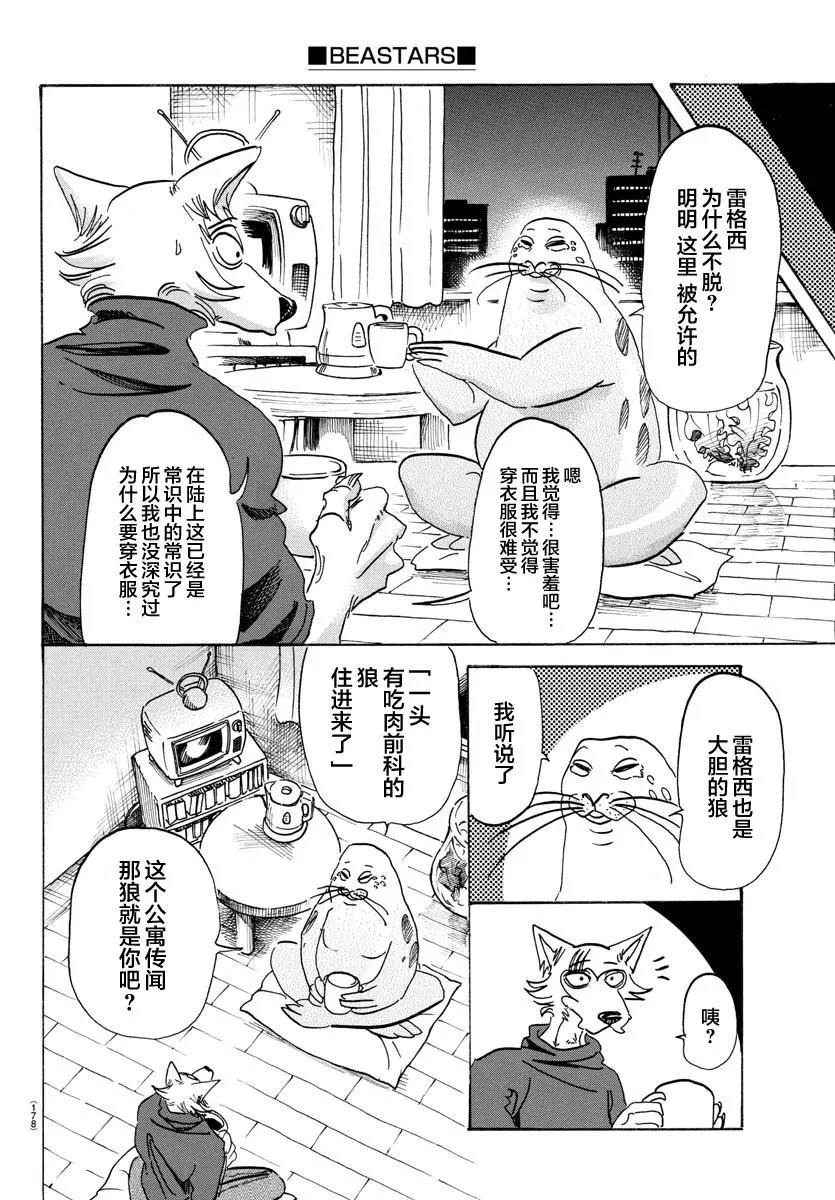 ■BEASTARS■
雷格西
为什么不脱?
明明 这里 被允许的
嗯
我觉得…很害羞吧…
而且我不觉得
穿衣服很难受…
在陆上这已经是
常识中的常识了
所以我也没深究过
为什么要穿衣服…
雷格西也是
大胆的狼
我听说了
咦?
「一头
有吃肉前科的
狼
住进来了」
这个公寓传闻
那狼就是你吧?
(178)